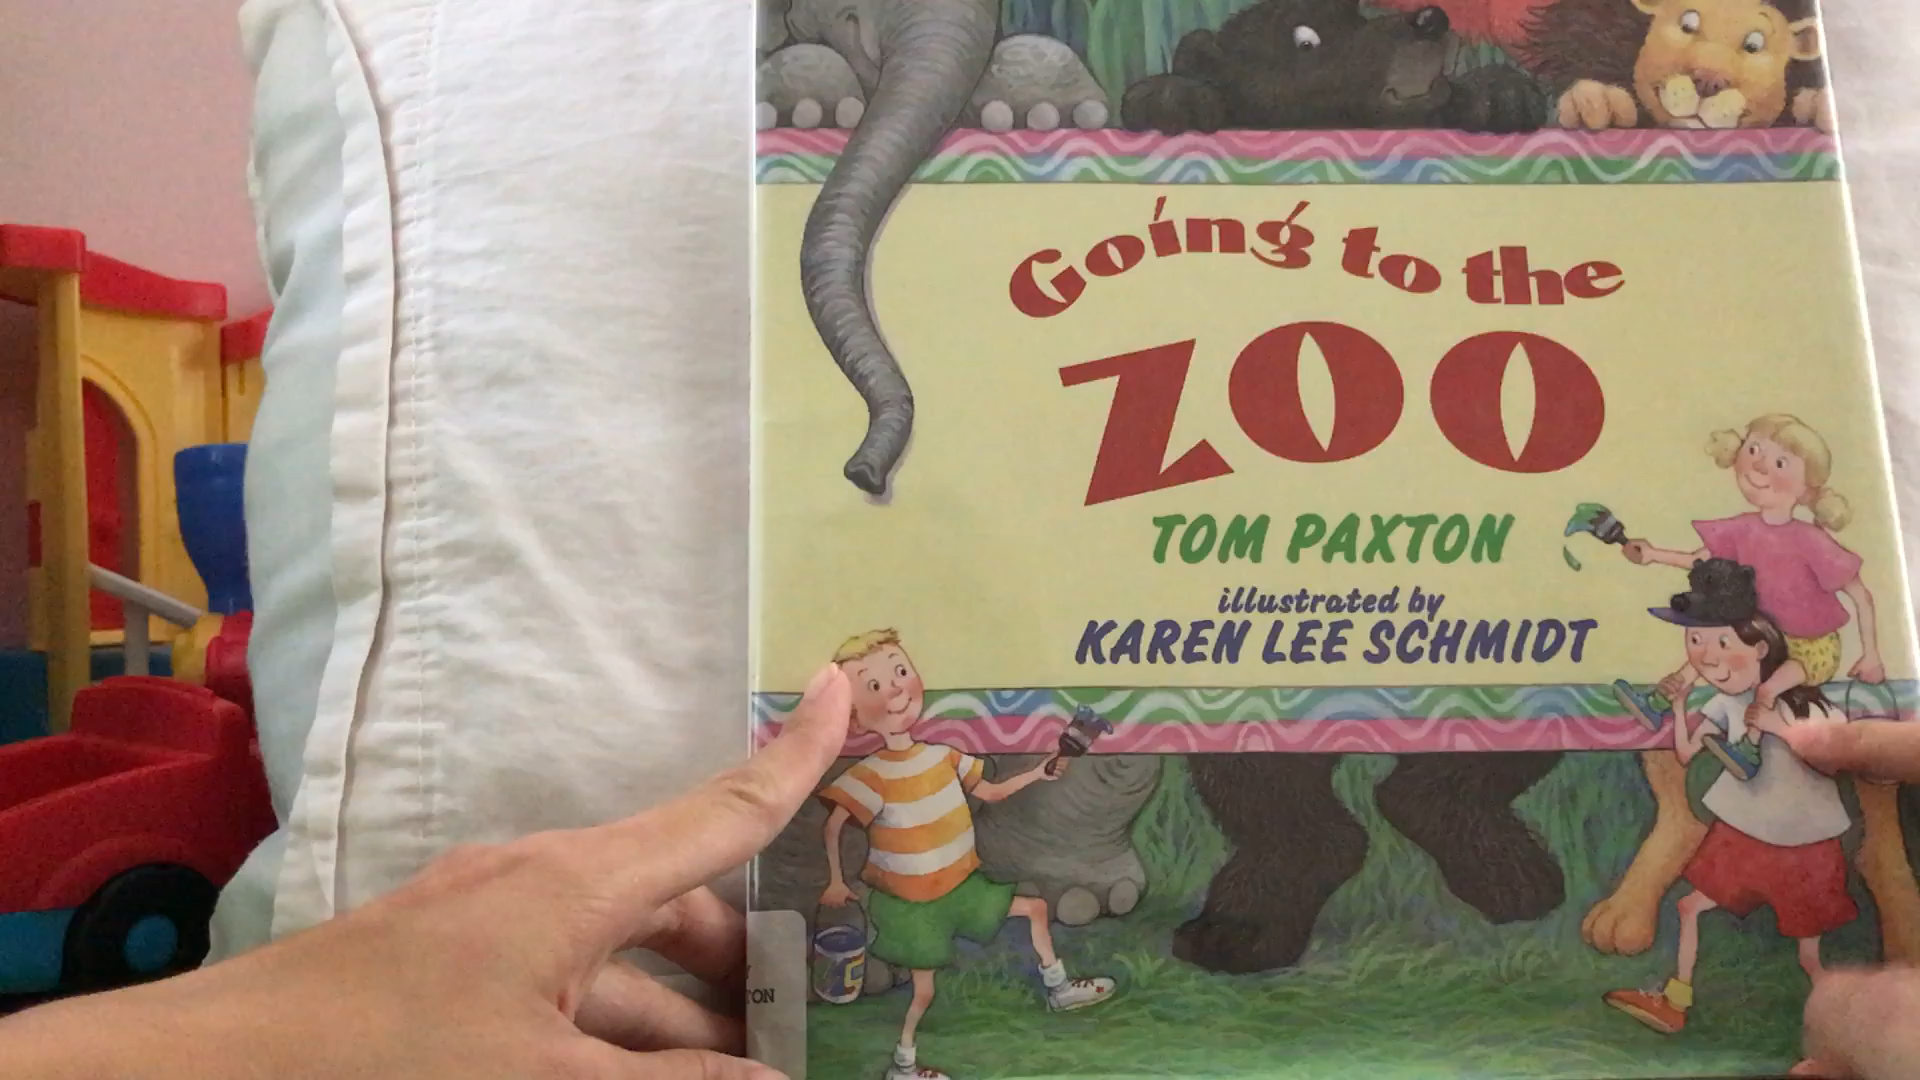 Going to the
ZOO
TOM PAXTON
illustrated by
KAREN LEE SCHMIDT